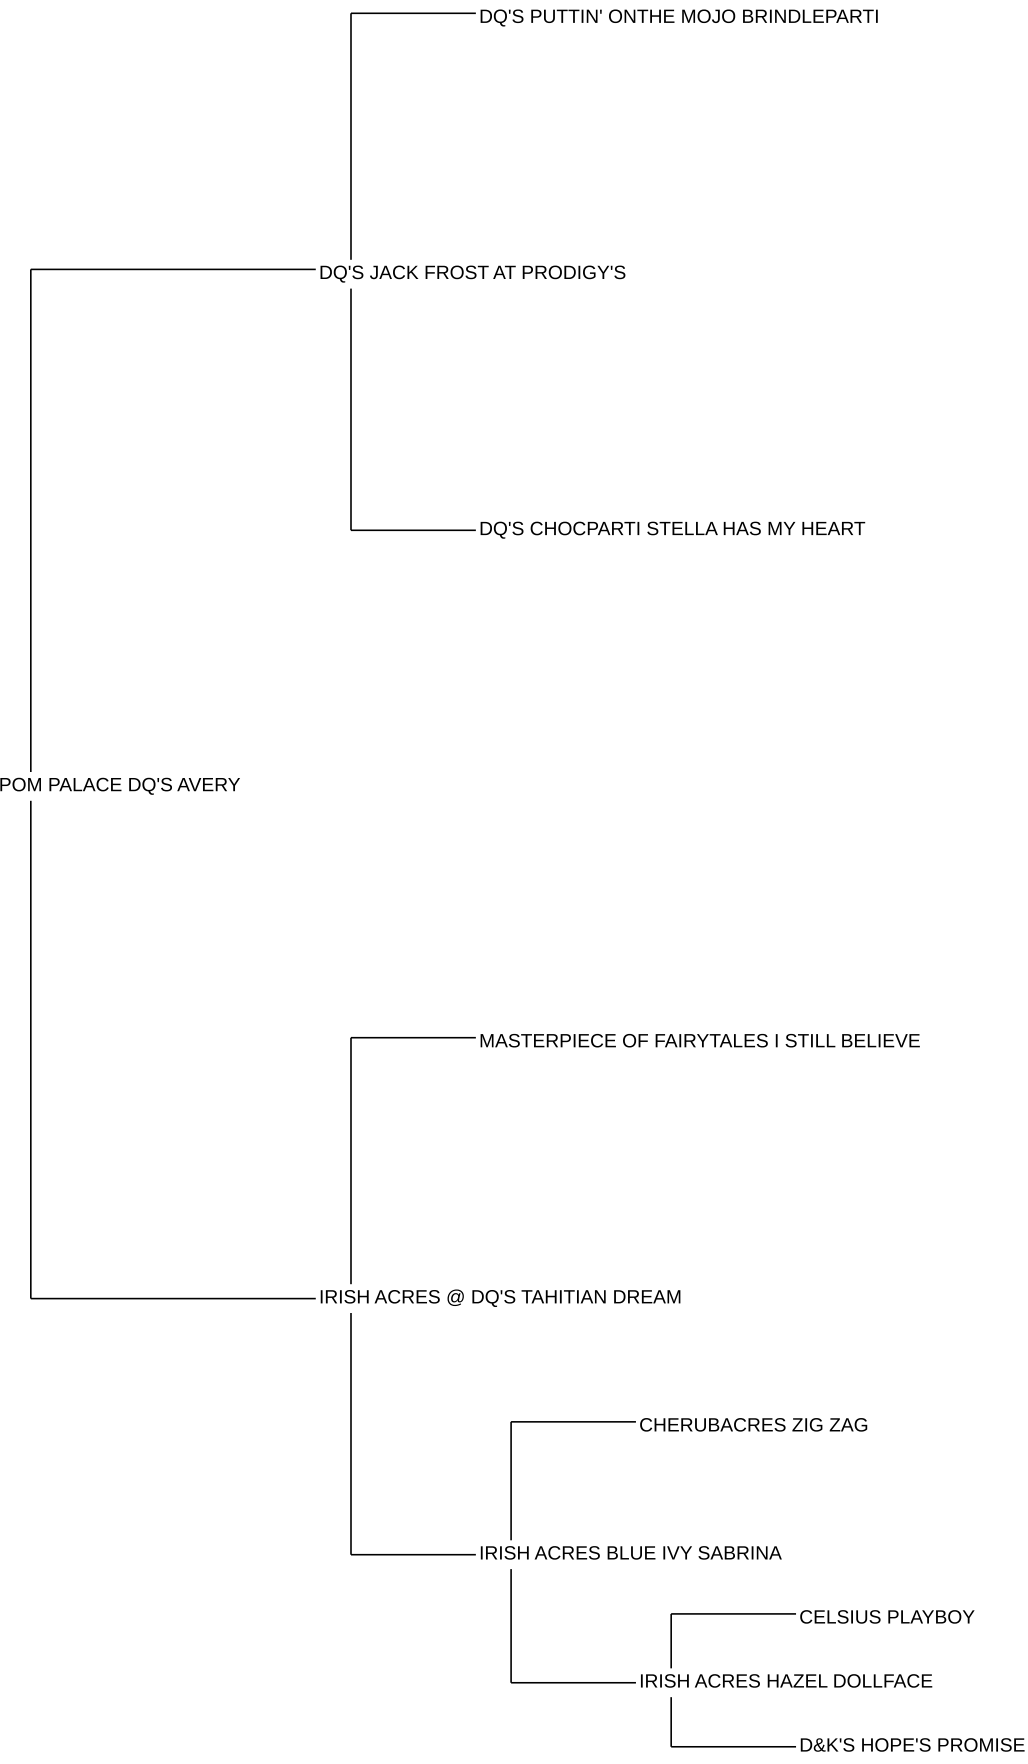 DQ'S PUTTIN' ONTHE MOJO BRINDLEPARTI
DQ'S JACK FROST AT PRODIGY'S
DQ'S CHOCPARTI STELLA HAS MY HEART
POM PALACE DQ'S AVERY
MASTERPIECE OF FAIRYTALES I STILL BELIEVE
IRISH ACRES @ DQ'S TAHITIAN DREAM
CHERUBACRES ZIG ZAG
IRISH ACRES BLUE IVY SABRINA
CELSIUS PLAYBOY
IRISH ACRES HAZEL DOLLFACE
D&K'S HOPE'S PROMISE